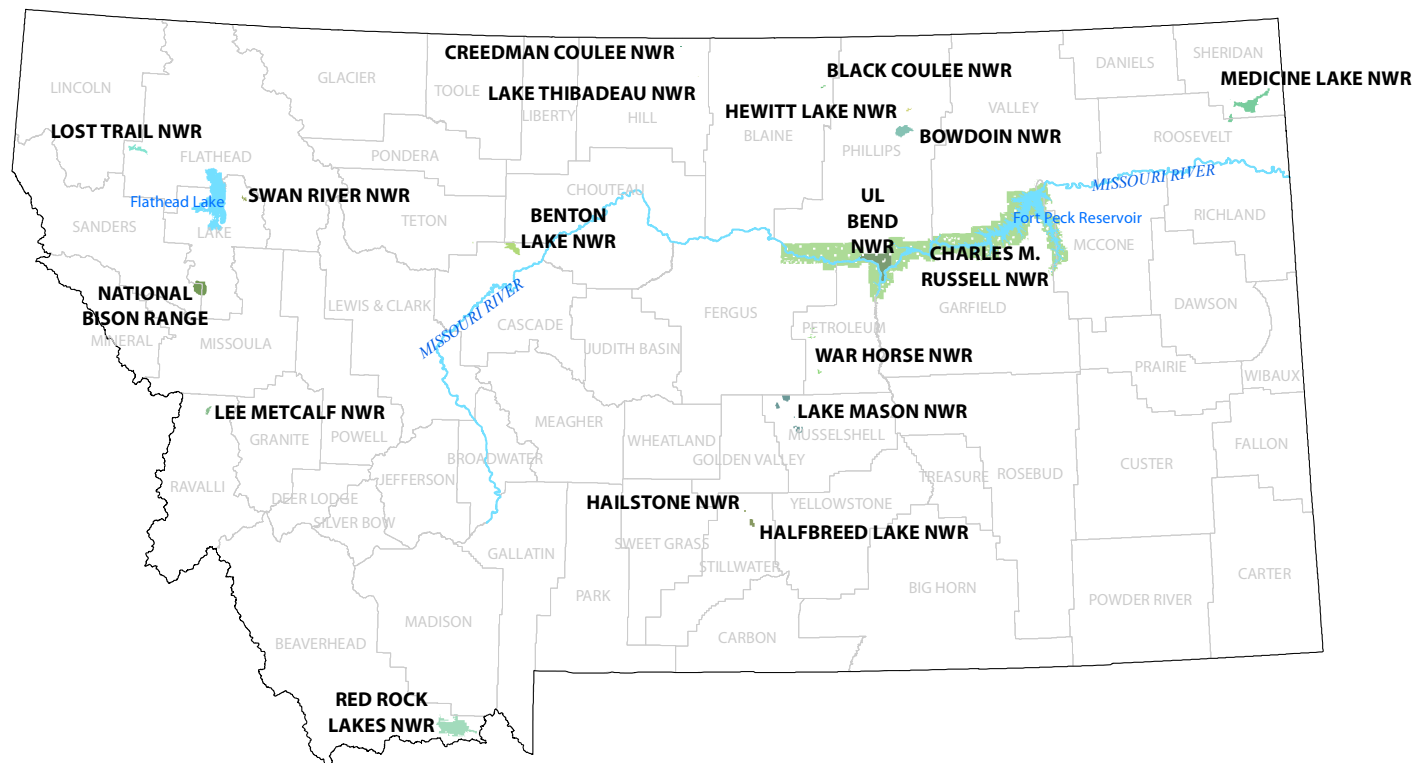 CREEDMAN COULEE NWR
SHERIDAN
DANIELS
GLACIER
BLACK COULEE NWR
MEDICINE LAKE NWR
LINCOLN
TOOLE
LAKE THIBADEAU NWR
HEWITT LAKE NWR
VALLEY
LIBERTY
HILL
LOST TRAIL NWR
BLAINE
BOWDOIN NWR
ROOSEVELT
FLATHEAD
PONDERA
PHILLIPS
MISSOURI RIVER
CHOUTEAU
Flathead Lake
SWAN RIVER NWR
UL
BEND
NWR
TETON
BENTON
LAKE NWR
Fort Peck Reservoir
RICHLAND
SANDERS
LAKE
MCCONE
CHARLES M.
RUSSELL NWR
NATIONAL
BISON RANGE
LEWIS & CLARK
MISSOURI RIVER
FERGUS
GARFIELD
DAWSON
CASCADE
PETROLEUM
MINERAL
MISSOULA
JUDITH BASIN
WAR HORSE NWR
PRAIRIE
WIBAUX
LEE METCALF NWR
LAKE MASON NWR
MEAGHER
GRANITE
POWELL
WHEATLAND
MUSSELSHELL
FALLON
BROADWATER
GOLDEN VALLEY
CUSTER
JEFFERSON
TREASURE
ROSEBUD
RAVALLI
DEER LODGE
HAILSTONE NWR
YELLOWSTONE
SILVER BOW
HALFBREED LAKE NWR
GALLATIN
SWEET GRASS
STILLWATER
CARTER
PARK
BIG HORN
POWDER RIVER
MADISON
CARBON
BEAVERHEAD
RED ROCK
LAKES NWR